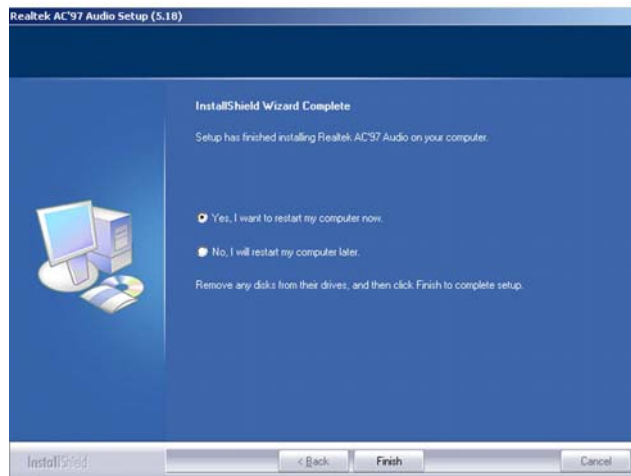 Realtek AC'97 Audio Setup (5.18)
InstallShield Wizard Complete
Setup has finished installing Realtek AC'97 Audio on your computer.
Yes, I want to restart my computer now.
No, I will restart my computer later.
Remove any disks from their drives, and then click Finish to complete setup.
InstallShield
< Back Finish Cancel